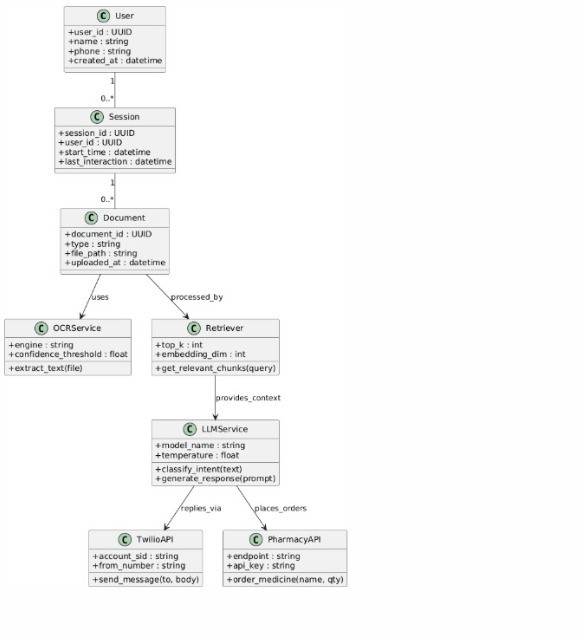 C User
+user_id : UUID
+name : string
+phone : string
+created_at : datetime
1
0..*
C Session
+session_id : UUID
+user_id : UUID
+start_time : datetime
+last_interaction : datetime
1
0..*
C Document
+document_id : UUID
+type : string
+file_path : string
+uploaded_at : datetime
uses
processed_by
C OCRService
+engine : string
+confidence_threshold : float
+extract_text(file)
C Retriever
+top_k : int
+embedding_dim : int
+get_relevant_chunks(query)
provides_context
C LLMService
+model_name : string
+temperature : float
+classify_intent(text)
+generate_response(prompt)
replies_via
places_orders
C TwilioAPI
+account_sid : string
+from_number : string
+send_message(to, body)
C PharmacyAPI
+endpoint : string
+api_key : string
+order_medicine(name, qty)